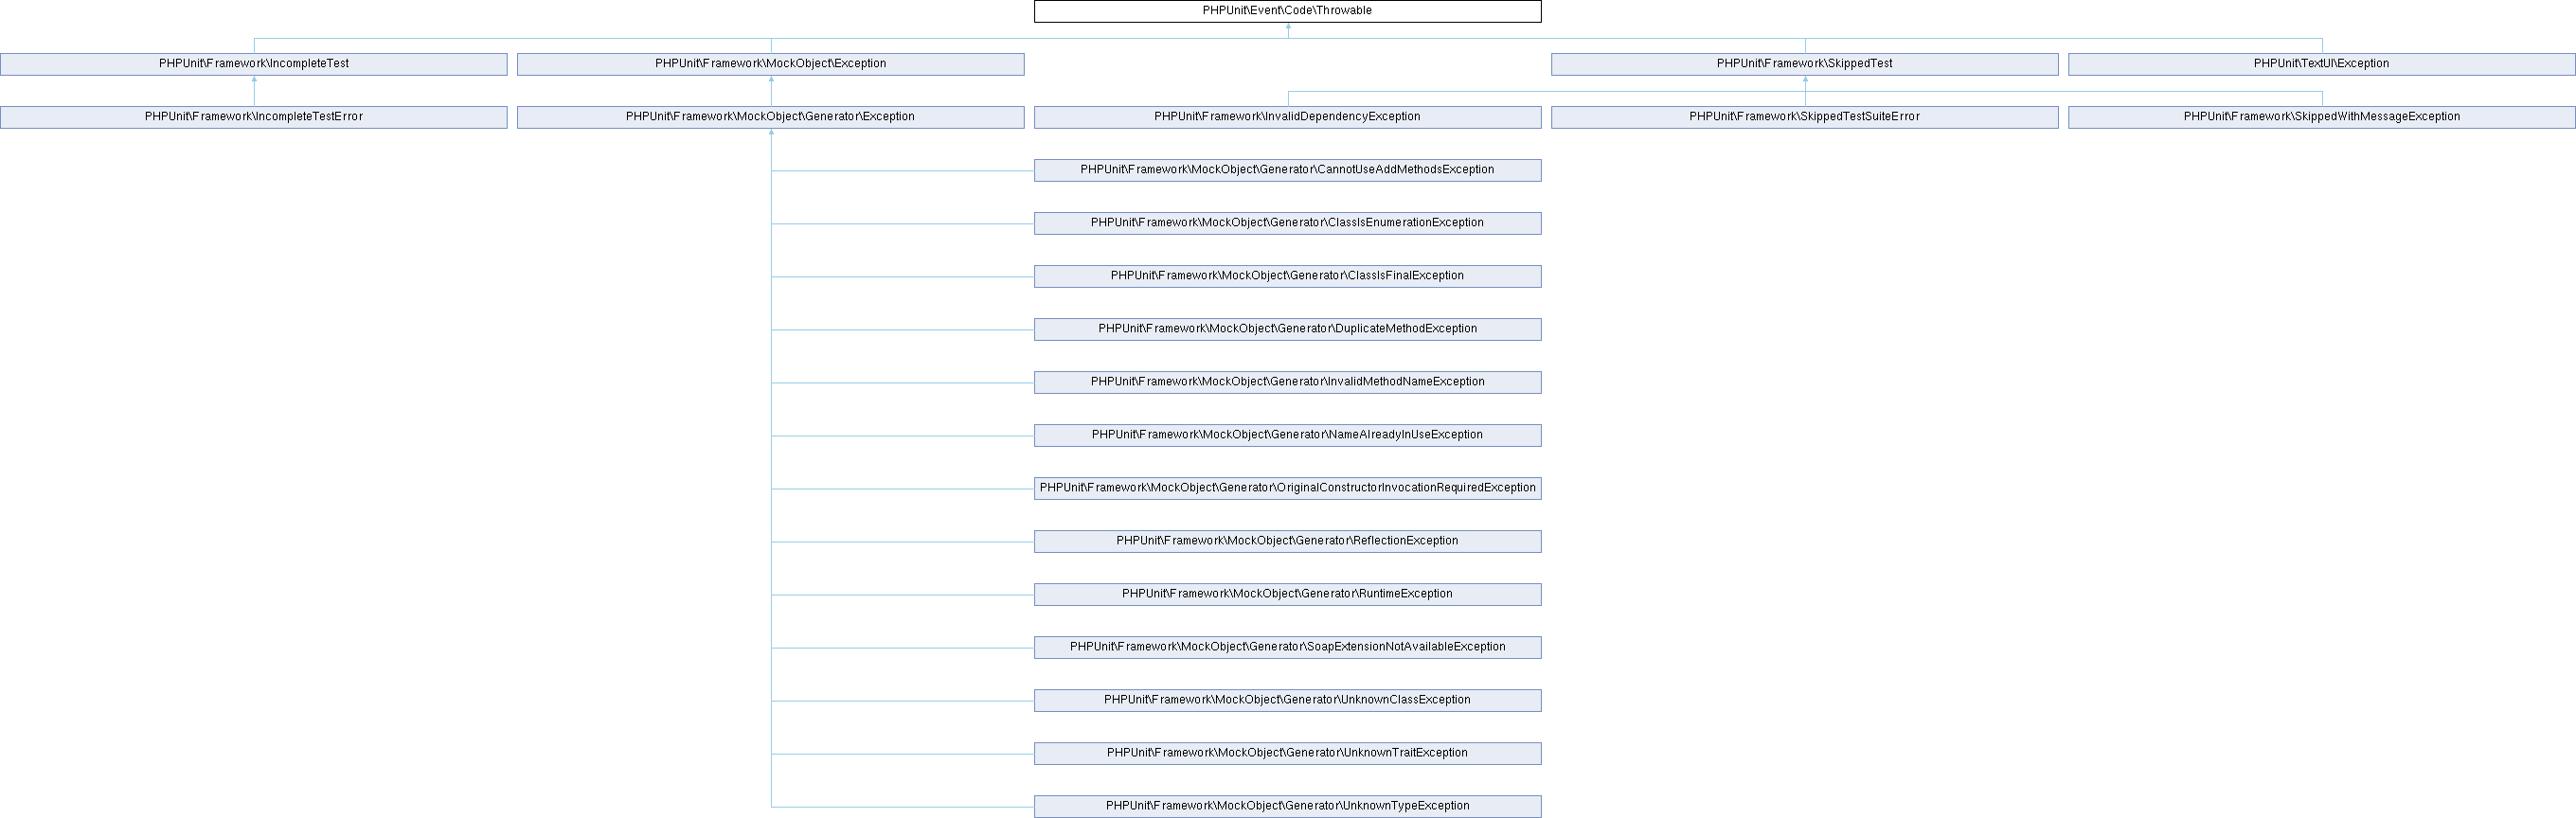 PHPUnit\Event\Code\Throwable
PHPUnit\Framework\IncompleteTest
PHPUnit\Framework\MockObject\Exception
PHPUnit\Framework\SkippedTest
PHPUnit\TextUI\Exception
PHPUnit\Framework\IncompleteTestError
PHPUnit\Framework\MockObject\Generator\Exception
PHPUnit\Framework\InvalidDependencyException
PHPUnit\Framework\SkippedTestSuiteError
PHPUnit\Framework\SkippedWithMessageException
PHPUnit\Framework\MockObject\Generator\CannotUseAddMethodsException
PHPUnit\Framework\MockObject\Generator\ClassIsEnumerationException
PHPUnit\Framework\MockObject\Generator\ClassIsFinalException
PHPUnit\Framework\MockObject\Generator\DuplicateMethodException
PHPUnit\Framework\MockObject\Generator\InvalidMethodNameException
PHPUnit\Framework\MockObject\Generator\NameAlreadyInUseException
PHPUnit\Framework\MockObject\Generator\OriginalConstructorInvocationRequiredException
PHPUnit\Framework\MockObject\Generator\ReflectionException
PHPUnit\Framework\MockObject\Generator\RuntimeException
PHPUnit\Framework\MockObject\Generator\SoapExtensionNotAvailableException
PHPUnit\Framework\MockObject\Generator\UnknownClassException
PHPUnit\Framework\MockObject\Generator\UnknownTraitException
PHPUnit\Framework\MockObject\Generator\UnknownTypeException